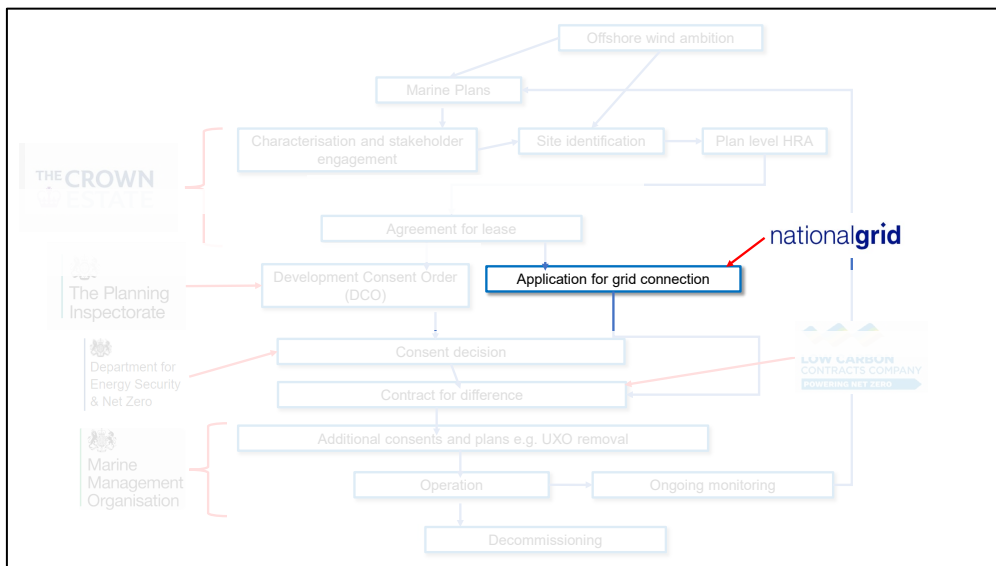 Offshore wind ambition
Marine Plans
Characterisation and stakeholder
engagement
Site identification
Plan level HRA
THE CROWN
ESTATE
Agreement for lease
nationalgrid
The Planning
Inspectorate
Development Consent Order
(DCO)
Application for grid connection
Department for
Energy Security
& Net Zero
Consent decision
LOW CARBON
CONTRACTS COMPANY
POWERING NET ZERO
Contract for difference
Marine
Management
Organisation
Additional consents and plans e.g. UXO removal
Operation
Ongoing monitoring
Decommissioning